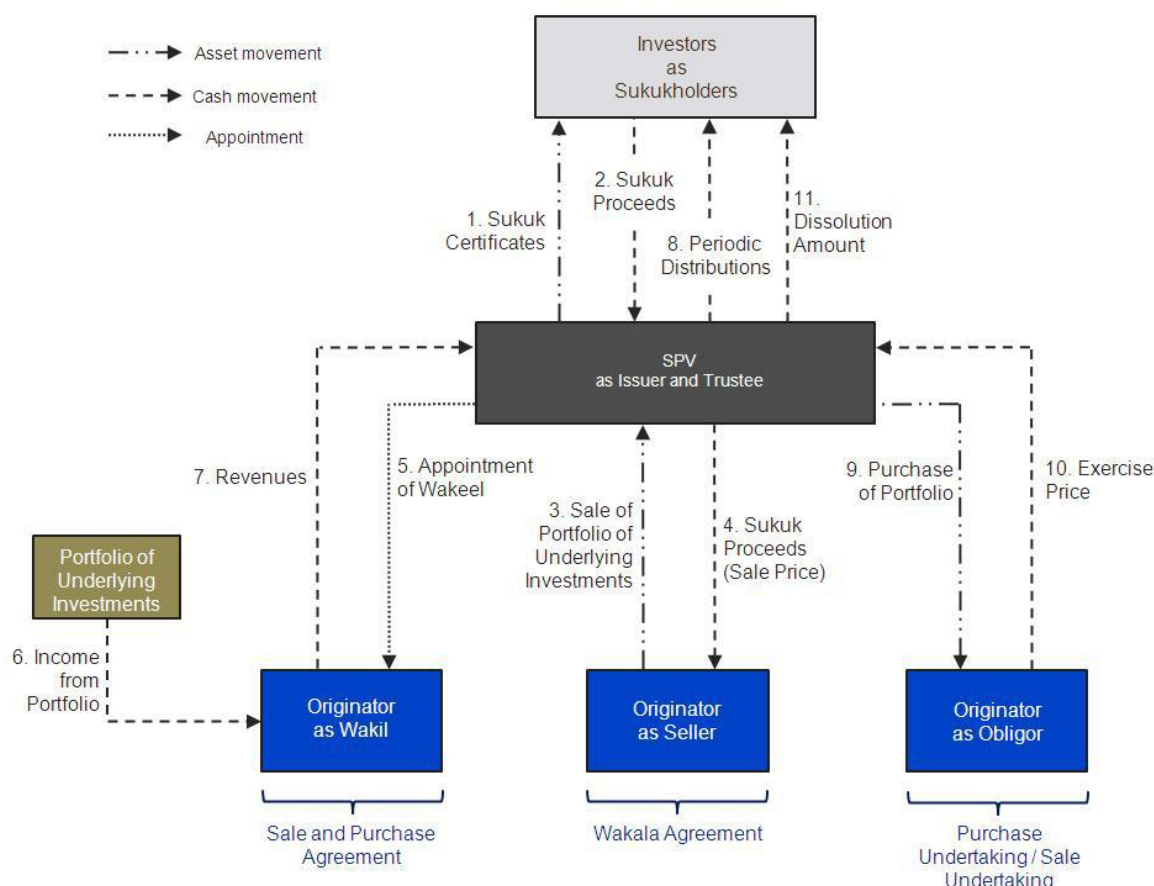 Asset movement
Cash movement
Appointment
Investors
as
Sukukholders
1. Sukuk
Certificates
2. Sukuk
Proceeds
8. Periodic
Distributions
11.
Dissolution
Amount
SPV
as Issuer and Trustee
7. Revenues
5. Appointment
of Wakeel
3. Sale of
Portfolio of
Underlying
Investments
4. Sukuk
Proceeds
(Sale Price)
9. Purchase
of Portfolio
10. Exercise
Price
Portfolio of
Underlying
Investments
6. Income
from
Portfolio
Originator
as Wakil
Originator
as Seller
Originator
as Obligor
Sale and Purchase
Agreement
Wakala Agreement
Purchase
Undertaking / Sale
Undertaking